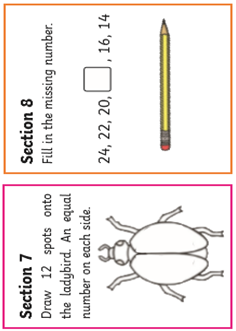 Section 7
Draw 12 spots onto
the ladybird. An equal
number on each side.
Section 8
Fill in the missing number.
24, 22, 20, , 16, 14